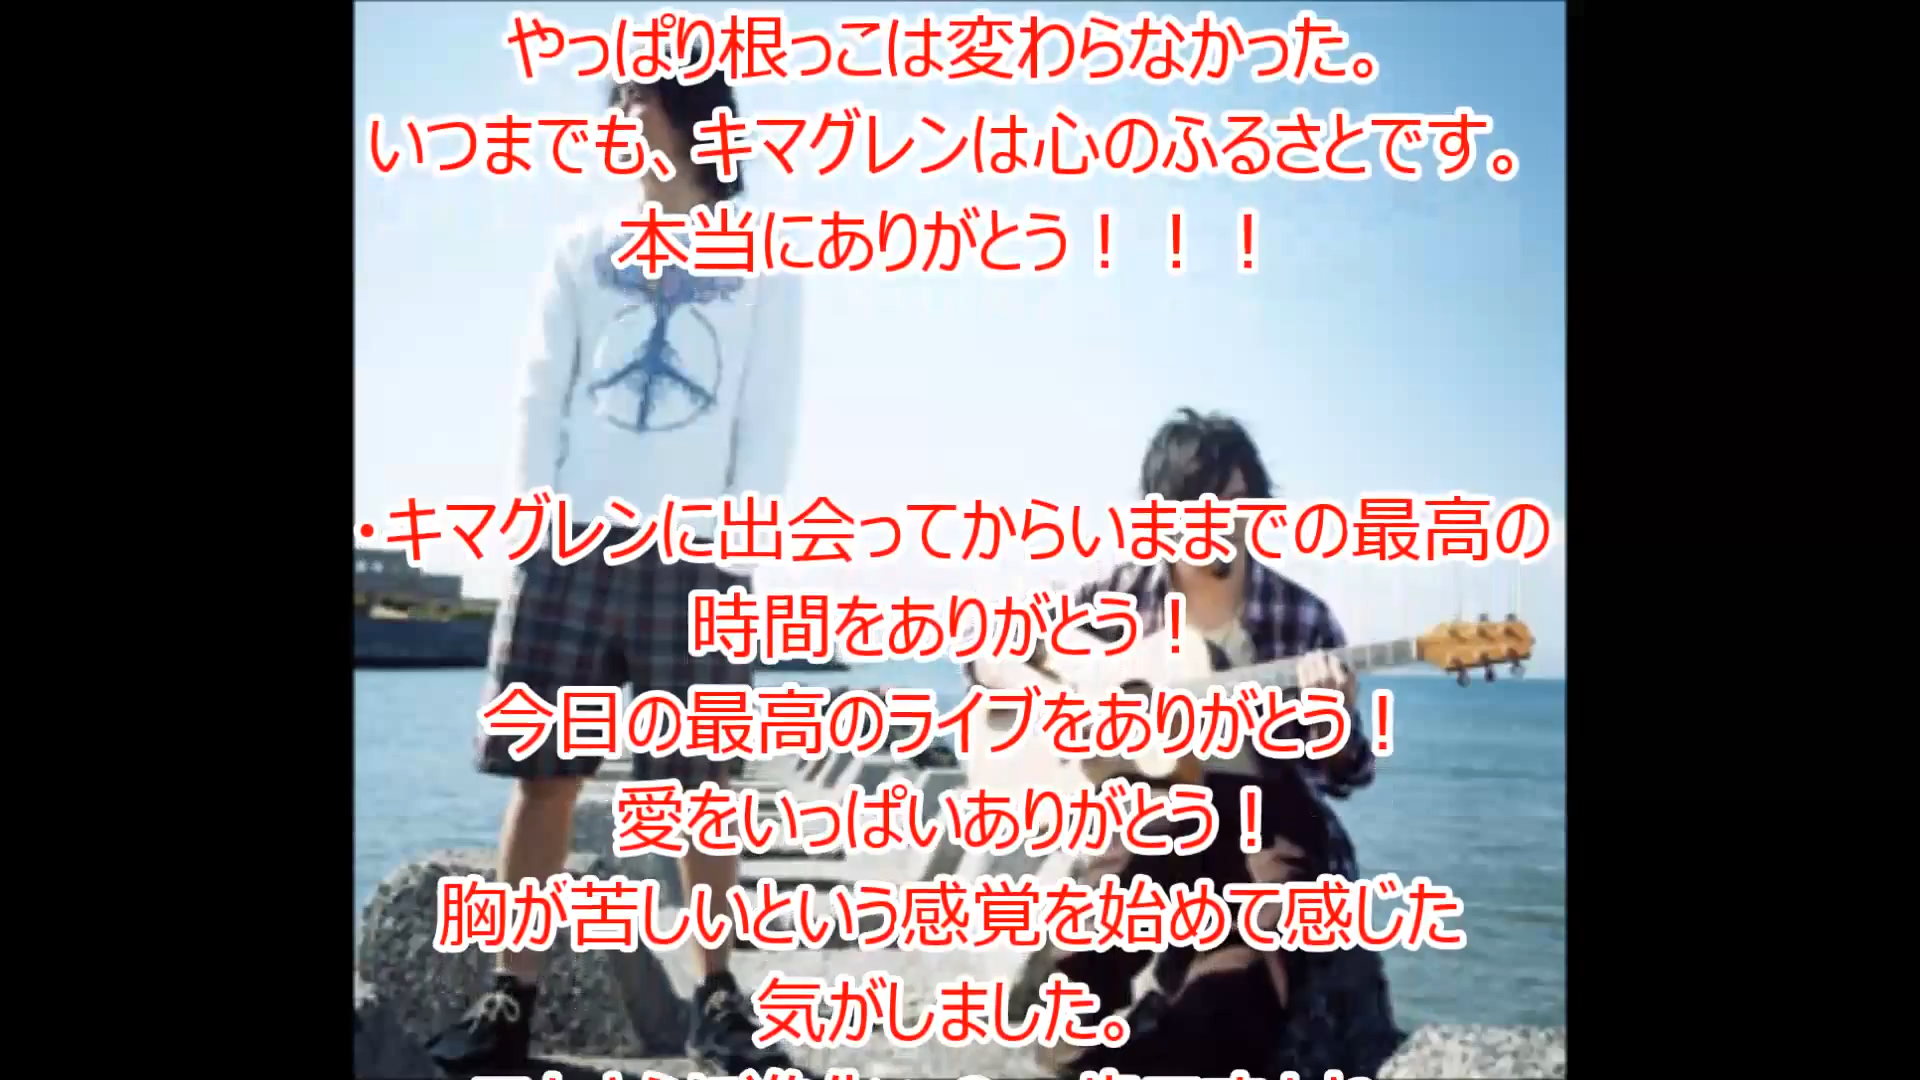 やっぱり根っこは変わらなかった。
いつまでも、キマグレンは心のふるさとです。
本当にありがとう！！！
・キマグレンに出会ってからいままでの最高の
時間をありがとう！
今日の最高のライブをありがとう！
愛をいっぱいありがとう！
胸が苦しいという感覚を始めて感じた
気がしました。